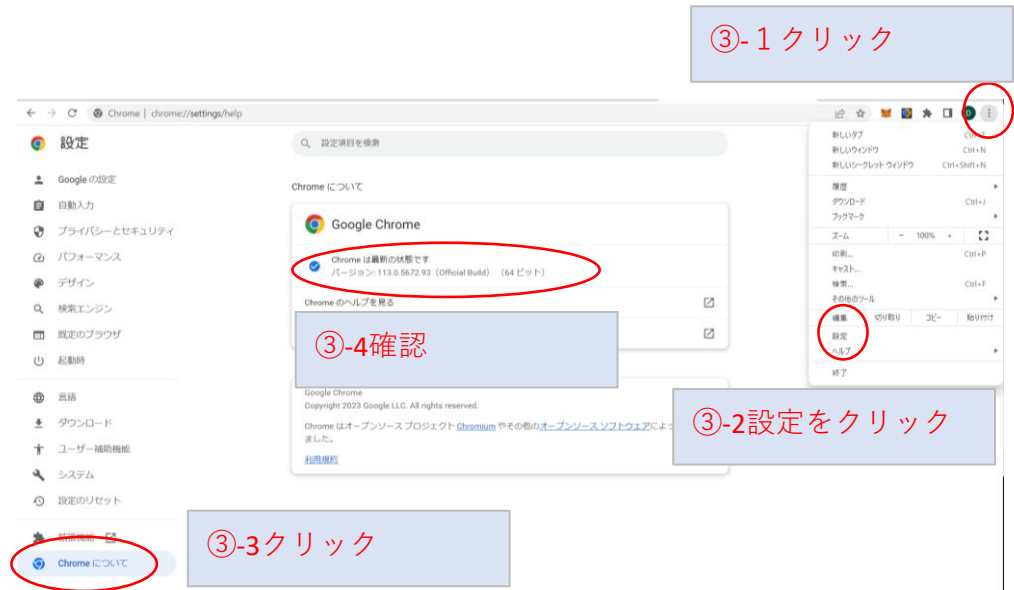 ③-１クリック
Chrome | chrome://settings/help
設定
設定項目を検索
Google の設定
自動入力
プライバシーとセキュリティ
パフォーマンス
デザイン
検索エンジン
既定のブラウザ
起動時
言語
ダウンロード
ユーザー補助機能
システム
設定のリセット
拡張機能
Chrome について
Chrome について
Google Chrome
Chrome は最新の状態です
バージョン: 113.0.5672.93（Official Build） （64 ビット）
Chrome のヘルプを見る
③-4確認
Google Chrome
Copyright 2023 Google LLC. All rights reserved.
Chrome はオープンソース プロジェクト Chromium やその他のオープンソース ソフトウェアによっ
ました。
利用規約
③-3クリック
新しいタブ Ctrl+T
新しいウィンドウ Ctrl+N
新しいシークレット ウィンドウ Ctrl+Shift+N
履歴
ダウンロード Ctrl+J
ブックマーク
ズーム － 100% +
印刷... Ctrl+P
キャスト...
検索... Ctrl+F
その他のツール
編集 切り取り コピー 貼り付け
設定
ヘルプ
終了
③-2設定をクリック